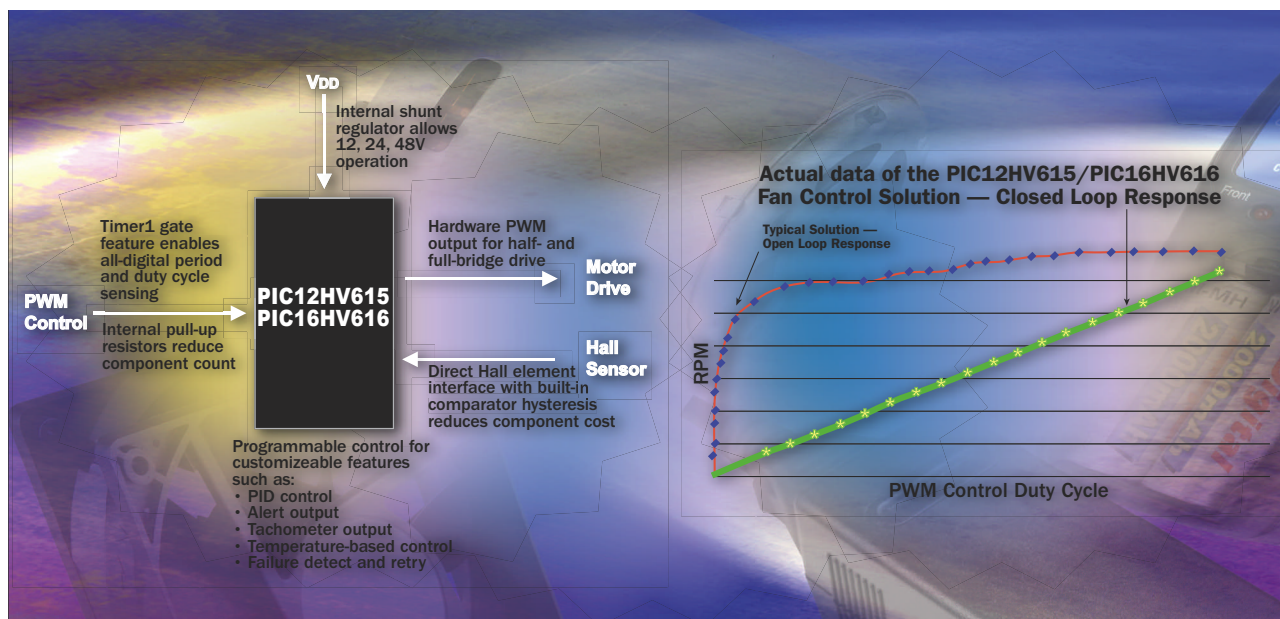 VDD
Internal shunt
regulator allows
12, 24, 48V
operation
Timer1 gate
feature enables
all-digital period
and duty cycle
sensing
PWM
Control
Internal pull-up
resistors reduce
component count
PIC12HV615
PIC16HV616
Hardware PWM
output for half- and
full-bridge drive
Motor
Drive
Hall
Sensor
Direct Hall element
interface with built-in
comparator hysteresis
reduces component cost
Programmable control for
customizeable features
such as:
• PID control
• Alert output
• Tachometer output
• Temperature-based control
• Failure detect and retry
Actual data of the PIC12HV615/PIC16HV616
Fan Control Solution — Closed Loop Response
Typical Solution —
Open Loop Response
RPM
PWM Control Duty Cycle
Front